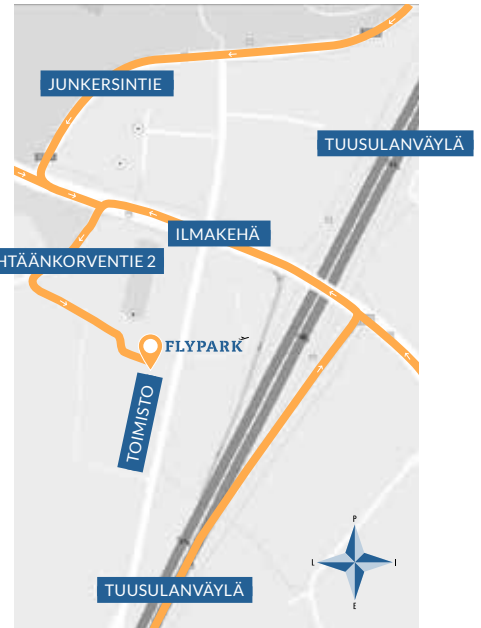 JUNKERSINTIE
TUUSULANVÄYLÄ
ILMAKEHÄ
HTÄÄNKORVENTIE 2
FLYPARK
TOIMISTO
P
L
I
E
TUUSULANVÄYLÄ